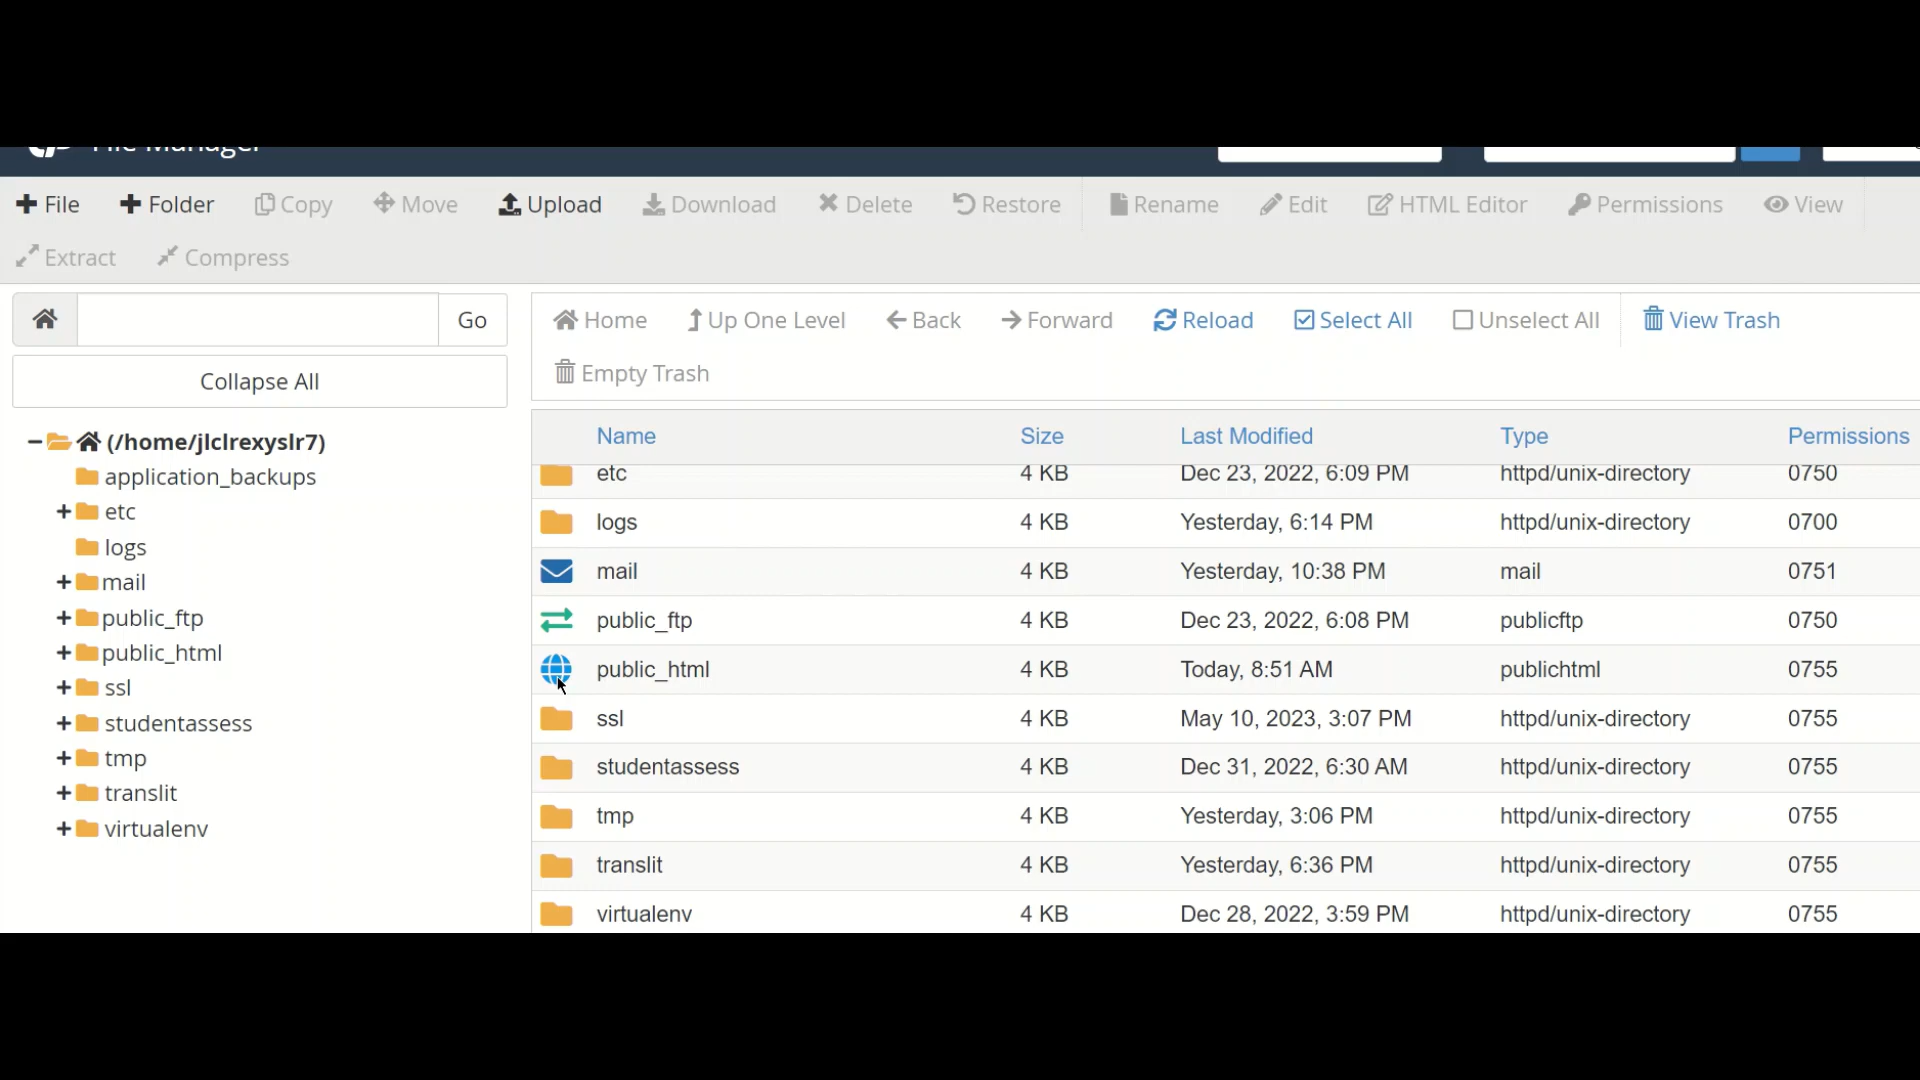 File Manager
File Folder Copy Move Upload Download Delete Restore Rename Edit HTML Editor Permissions View
Extract Compress
Go
Home Up One Level Back Forward Reload Select All Unselect All View Trash
Collapse All
Empty Trash
(/home/jlclrexyslr7)
application_backups
etc
logs
mail
public_ftp
public_html
ssl
studentassess
tmp
translit
virtualenv
Name Size Last Modified Type Permissions
etc 4 KB Dec 23, 2022, 6:09 PM httpd/unix-directory 0750
logs 4 KB Yesterday, 6:14 PM httpd/unix-directory 0700
mail 4 KB Yesterday, 10:38 PM mail 0751
public_ftp 4 KB Dec 23, 2022, 6:08 PM publicftp 0750
public_html 4 KB Today, 8:51 AM publichtml 0755
ssl 4 KB May 10, 2023, 3:07 PM httpd/unix-directory 0755
studentassess 4 KB Dec 31, 2022, 6:30 AM httpd/unix-directory 0755
tmp 4 KB Yesterday, 3:06 PM httpd/unix-directory 0755
translit 4 KB Yesterday, 6:36 PM httpd/unix-directory 0755
virtualenv 4 KB Dec 28, 2022, 3:59 PM httpd/unix-directory 0755